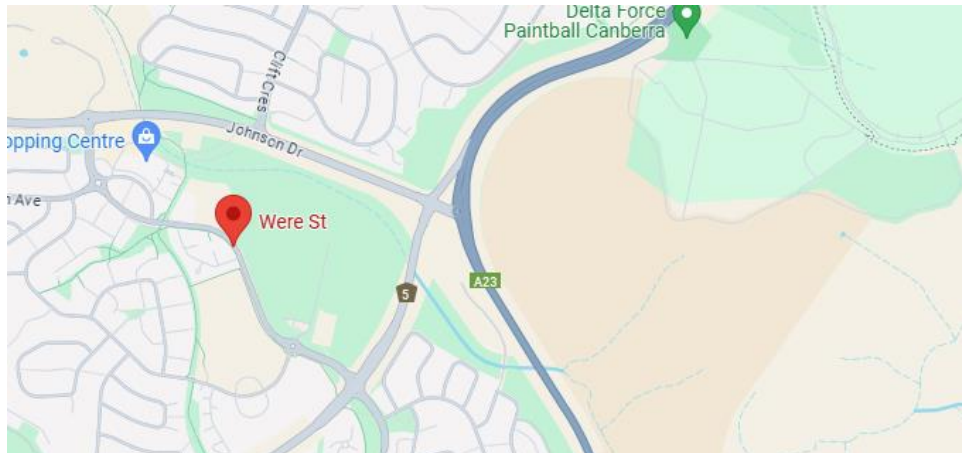 Delta Force
Paintball Canberra
Clift Cres
Johnson Dr
opping Centre
n Ave
Were St
A23
5